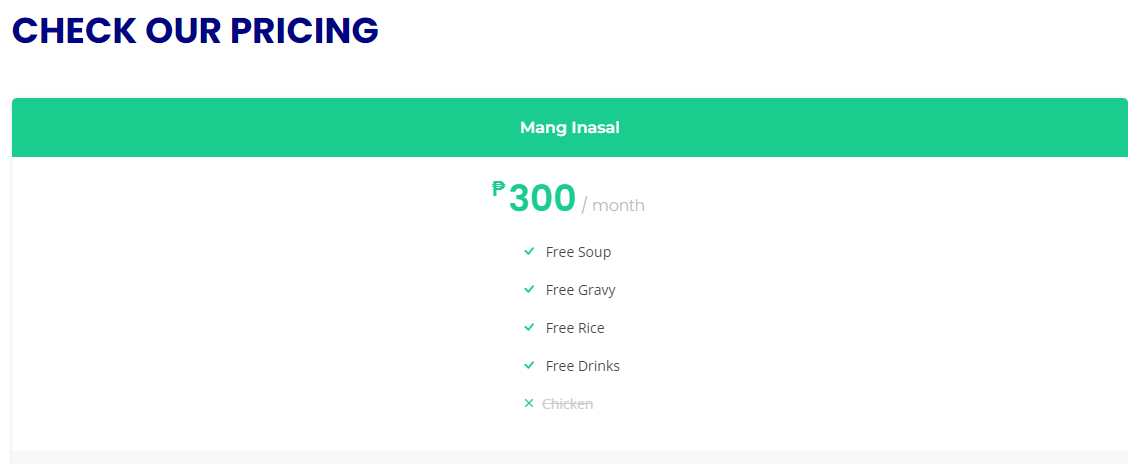 CHECK OUR PRICING
Mang Inasal
₱300 / month
Free Soup
Free Gravy
Free Rice
Free Drinks
Chicken